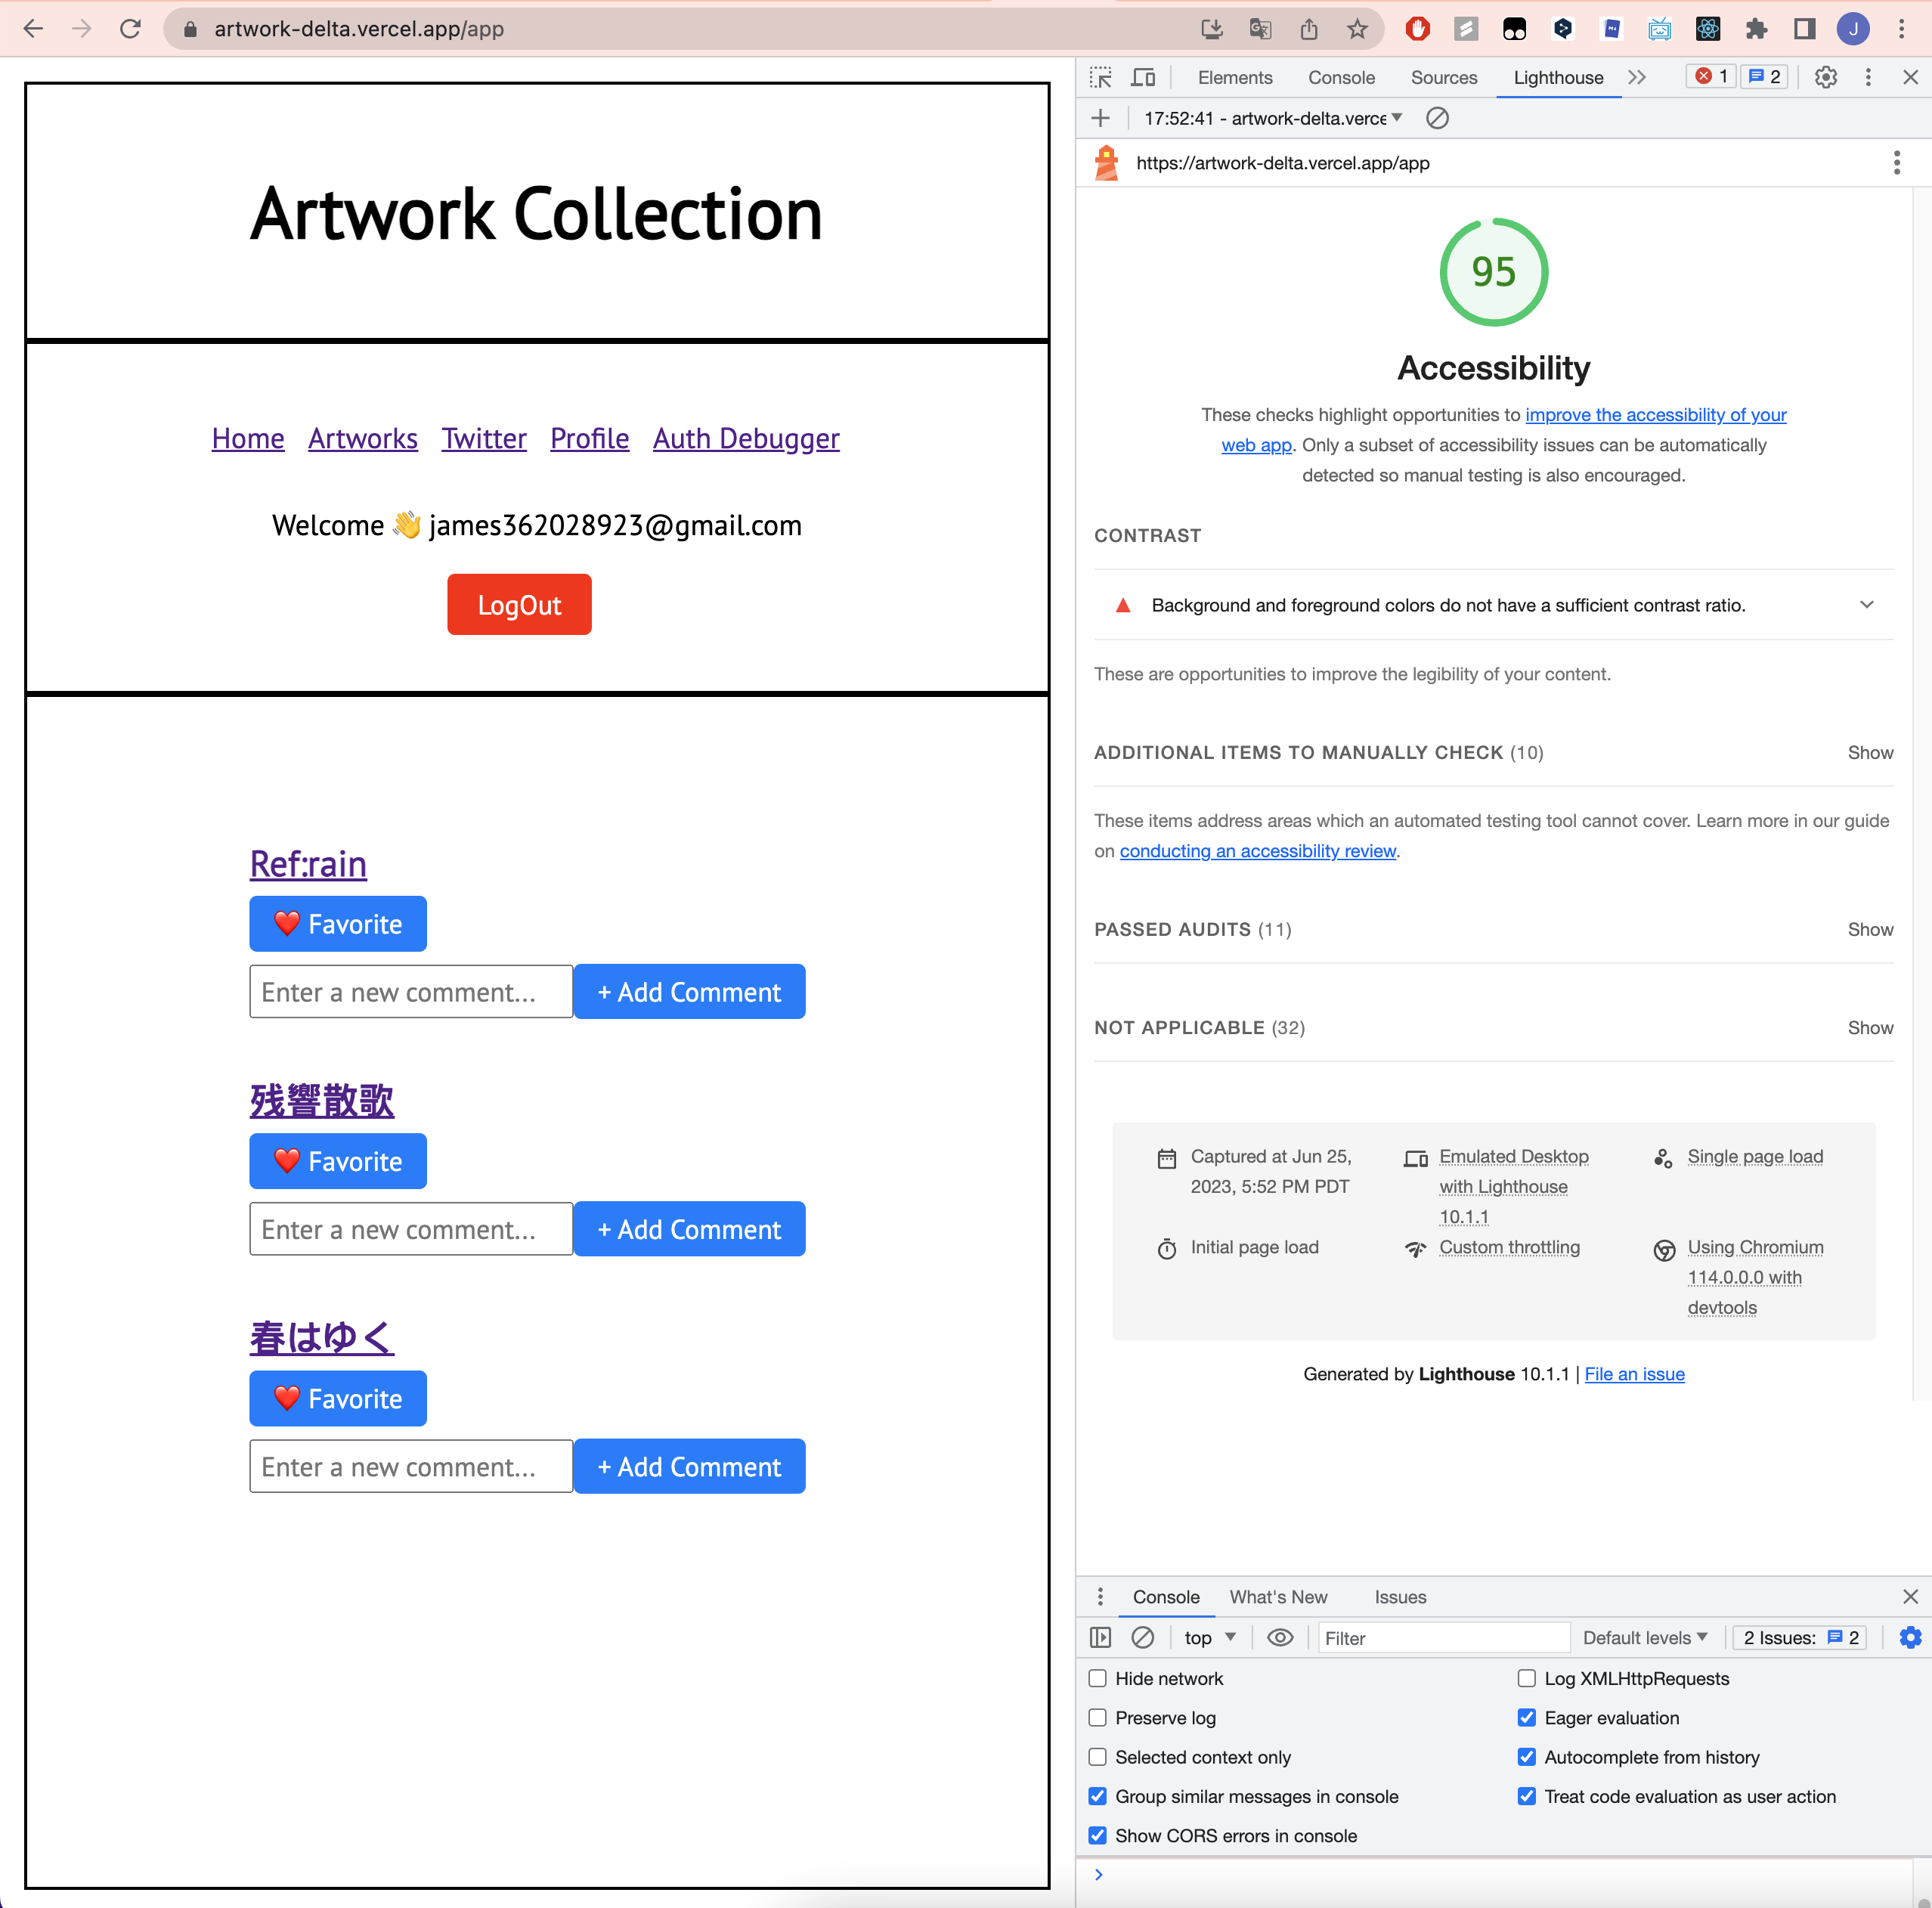 artwork-delta.vercel.app/app
J
Artwork Collection
Home Artworks Twitter Profile Auth Debugger
Welcome 👋 james362028923@gmail.com
LogOut
Ref:rain
❤️ Favorite
Enter a new comment... + Add Comment
残響散歌
❤️ Favorite
Enter a new comment... + Add Comment
春はゆく
❤️ Favorite
Enter a new comment... + Add Comment
Elements Console Sources Lighthouse 1 2
17:52:41 - artwork-delta.verce
https://artwork-delta.vercel.app/app
95
Accessibility
These checks highlight opportunities to improve the accessibility of your
web app. Only a subset of accessibility issues can be automatically
detected so manual testing is also encouraged.
CONTRAST
Background and foreground colors do not have a sufficient contrast ratio.
These are opportunities to improve the legibility of your content.
ADDITIONAL ITEMS TO MANUALLY CHECK (10) Show
These items address areas which an automated testing tool cannot cover. Learn more in our guide
on conducting an accessibility review.
PASSED AUDITS (11) Show
NOT APPLICABLE (32) Show
Captured at Jun 25,
2023, 5:52 PM PDT
Emulated Desktop
with Lighthouse
10.1.1
Single page load
Initial page load
Custom throttling
Using Chromium
114.0.0.0 with
devtools
Generated by Lighthouse 10.1.1 | File an issue
Console What's New Issues
top Filter Default levels 2 Issues: 2
Hide network
Log XMLHttpRequests
Preserve log
Eager evaluation
Selected context only
Autocomplete from history
Group similar messages in console
Treat code evaluation as user action
Show CORS errors in console